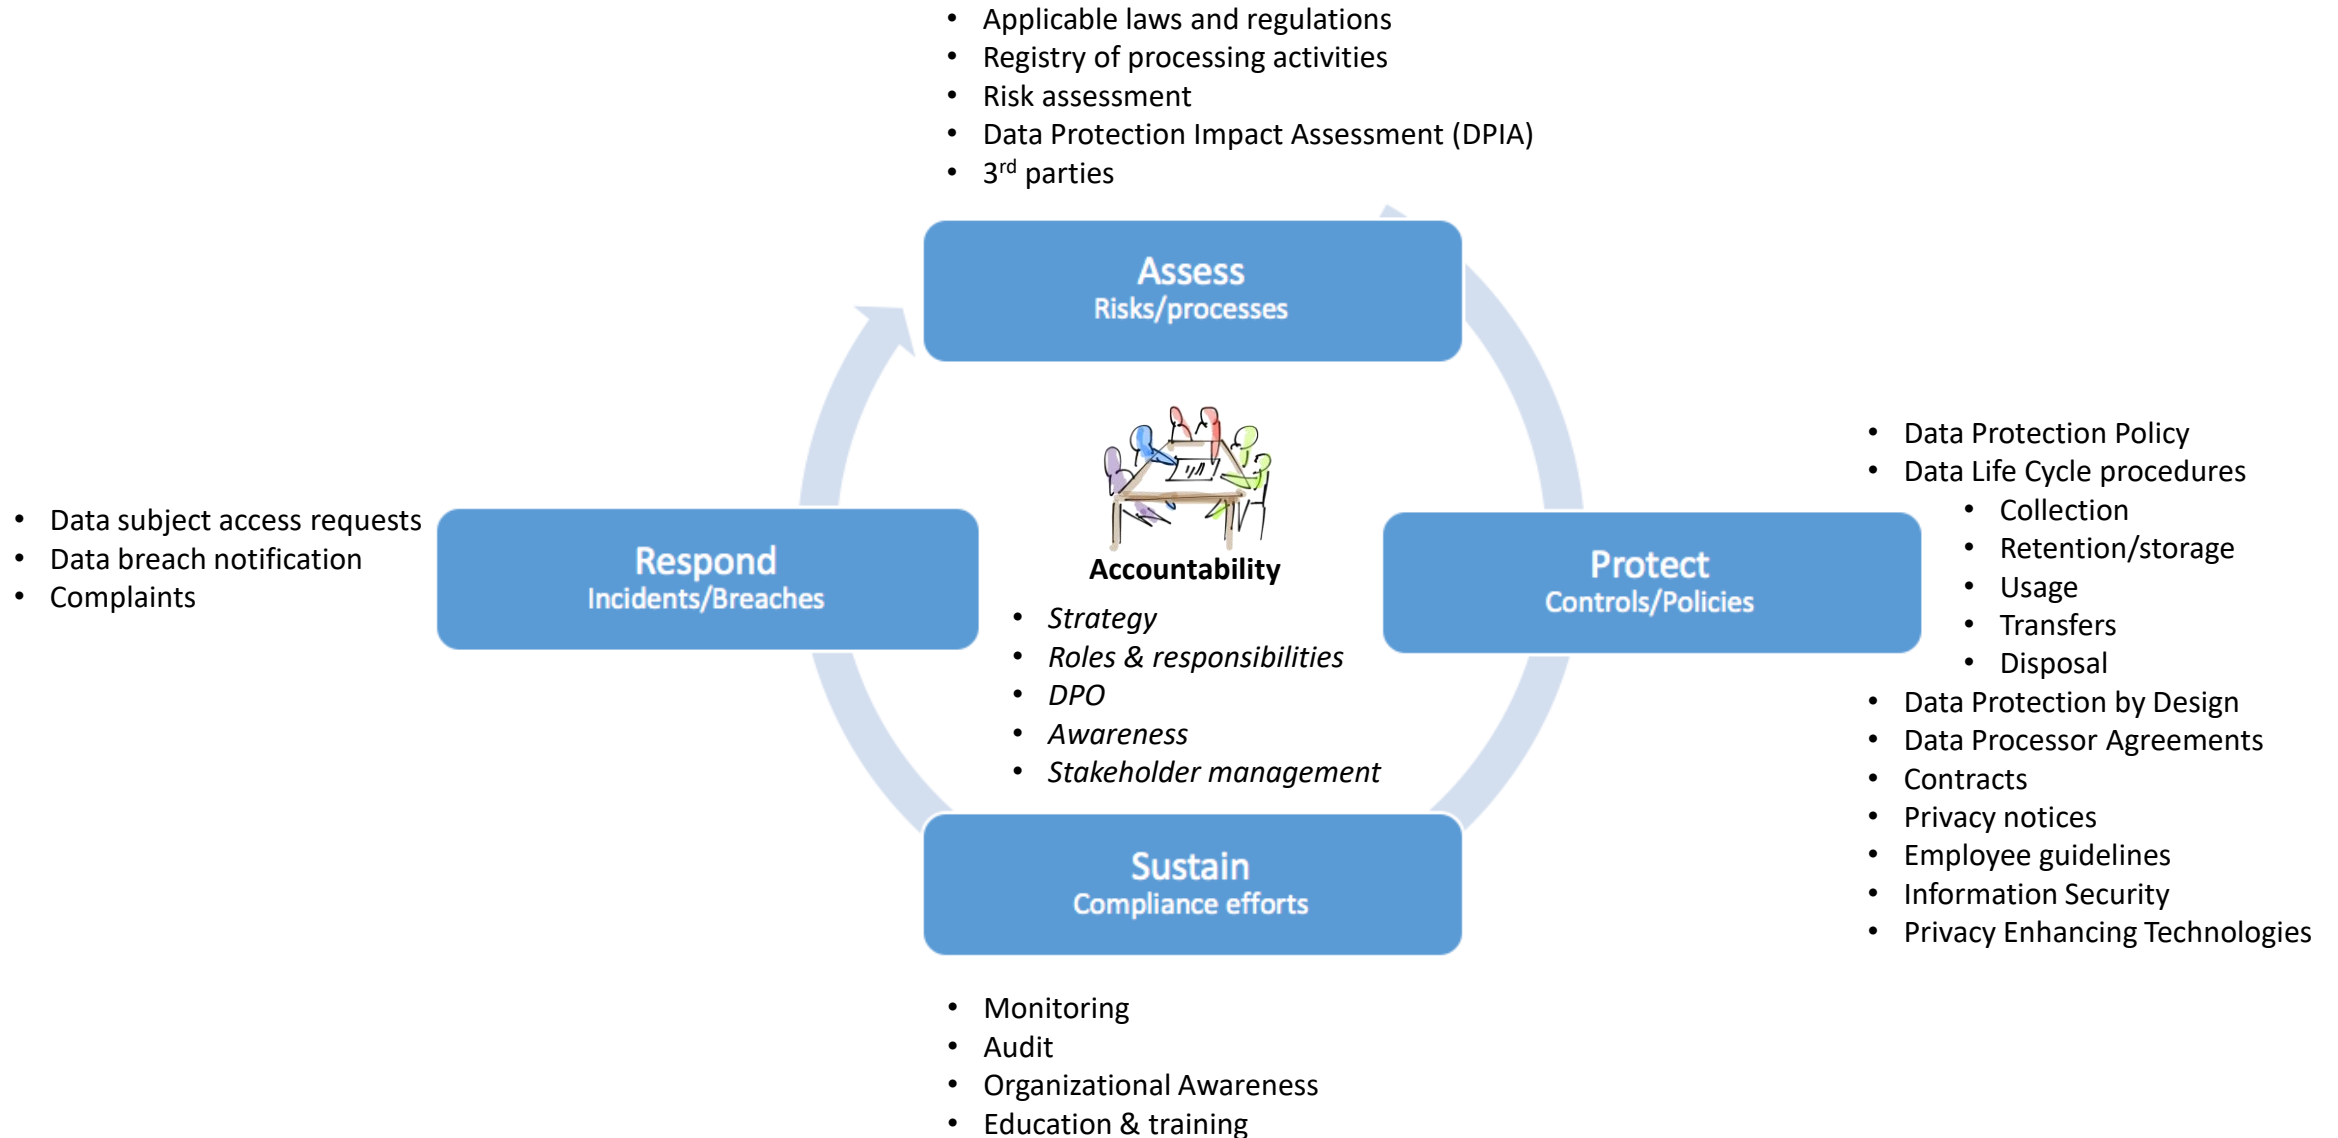 • Applicable laws and regulations
• Registry of processing activities
• Risk assessment
• Data Protection Impact Assessment (DPIA)
• 3rd parties
Assess
Risks/processes
• Data Protection Policy
• Data Life Cycle procedures
• Collection
• Retention/storage
• Usage
• Transfers
• Disposal
• Data Protection by Design
• Data Processor Agreements
• Contracts
• Privacy notices
• Employee guidelines
• Information Security
• Privacy Enhancing Technologies
Protect
Controls/Policies
• Data subject access requests
• Data breach notification
• Complaints
Respond
Incidents/Breaches
Accountability
• Strategy
• Roles & responsibilities
• DPO
• Awareness
• Stakeholder management
Sustain
Compliance efforts
• Monitoring
• Audit
• Organizational Awareness
• Education & training